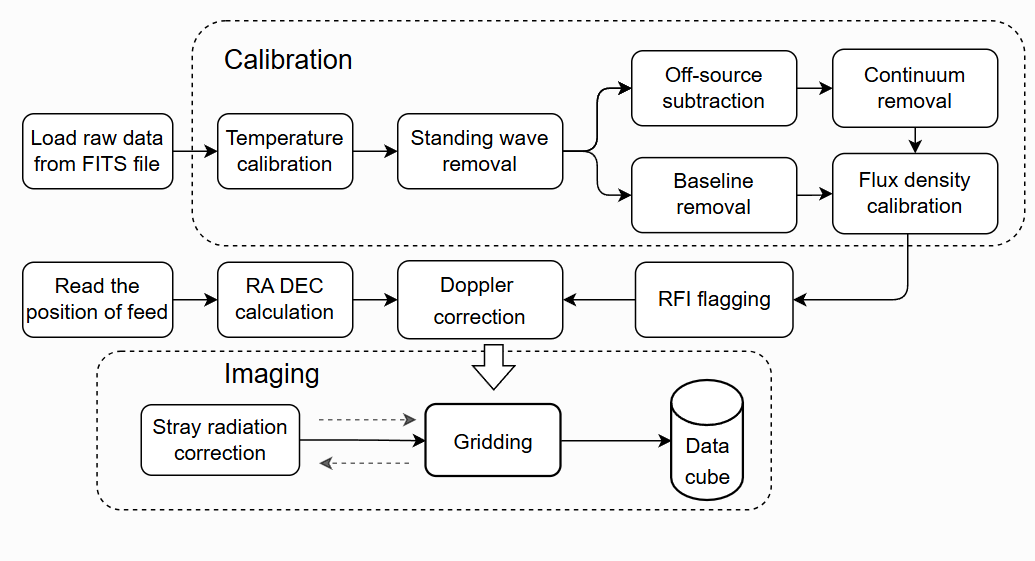 Calibration
Load raw data
from FITS file
Temperature
calibration
Standing wave
removal
Off-source
subtraction
Continuum
removal
Baseline
removal
Flux density
calibration
Read the
position of feed
RA DEC
calculation
Doppler
correction
RFI flagging
Imaging
Stray radiation
correction
Gridding
Data
cube